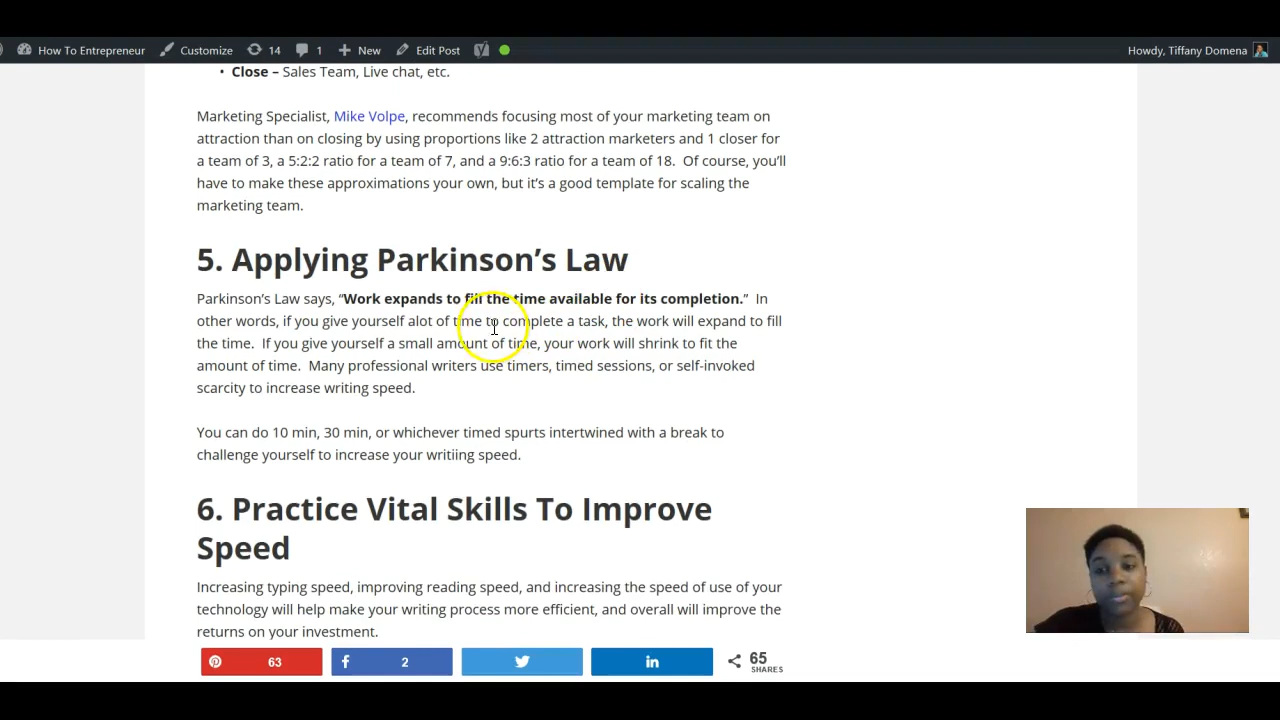 How To Entrepreneur Customize 14 1 New Edit Post Howdy, Tiffany Domena
• Close – Sales Team, Live chat, etc.
Marketing Specialist, Mike Volpe, recommends focusing most of your marketing team on
attraction than on closing by using proportions like 2 attraction marketers and 1 closer for
a team of 3, a 5:2:2 ratio for a team of 7, and a 9:6:3 ratio for a team of 18. Of course, you’ll
have to make these approximations your own, but it’s a good template for scaling the
marketing team.
5. Applying Parkinson’s Law
Parkinson’s Law says, “Work expands to fill the time available for its completion.” In
other words, if you give yourself alot of time to complete a task, the work will expand to fill
the time. If you give yourself a small amount of time, your work will shrink to fit the
amount of time. Many professional writers use timers, timed sessions, or self-invoked
scarcity to increase writing speed.
You can do 10 min, 30 min, or whichever timed spurts intertwined with a break to
challenge yourself to increase your writiing speed.
6. Practice Vital Skills To Improve
Speed
Increasing typing speed, improving reading speed, and increasing the speed of use of your
technology will help make your writing process more efficient, and overall will improve the
returns on your investment.
63 2 65
SHARES